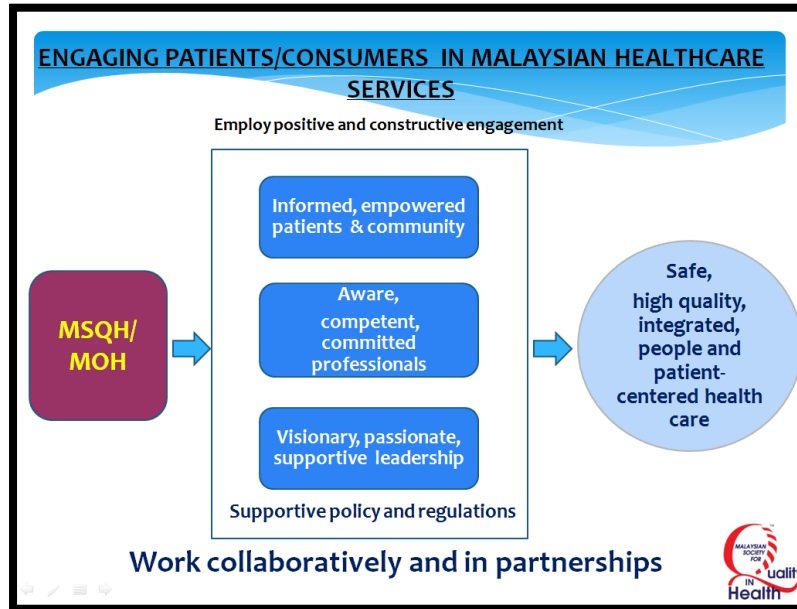 ENGAGING PATIENTS/CONSUMERS IN MALAYSIAN HEALTHCARE
SERVICES
Employ positive and constructive engagement
MSQH/
MOH
Informed, empowered
patients & community
Aware,
competent,
committed
professionals
Visionary, passionate,
supportive leadership
Supportive policy and regulations
Safe,
high quality,
integrated,
people and
patient-
centered health
care
Work collaboratively and in partnerships
MALAYSIAN
SOCIETY
FOR
Qualit
IN
Health